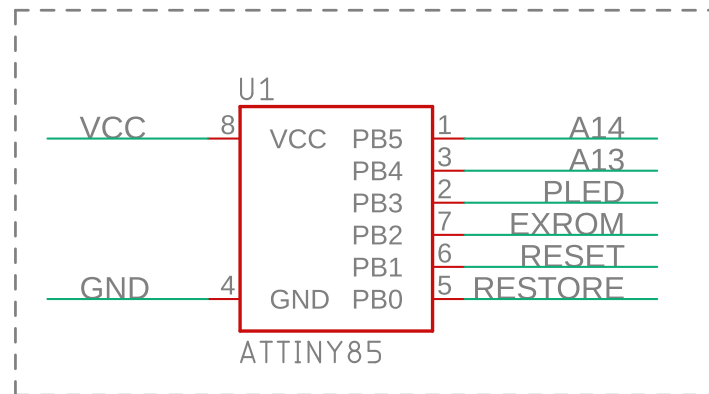 U1
VCC 8 VCC PB5 1 A14
PB4 3 A13
PB3 2 PLED
PB2 7 EXROM
PB1 6 RESET
GND 4 GND PB0 5 RESTORE
ATTINY85